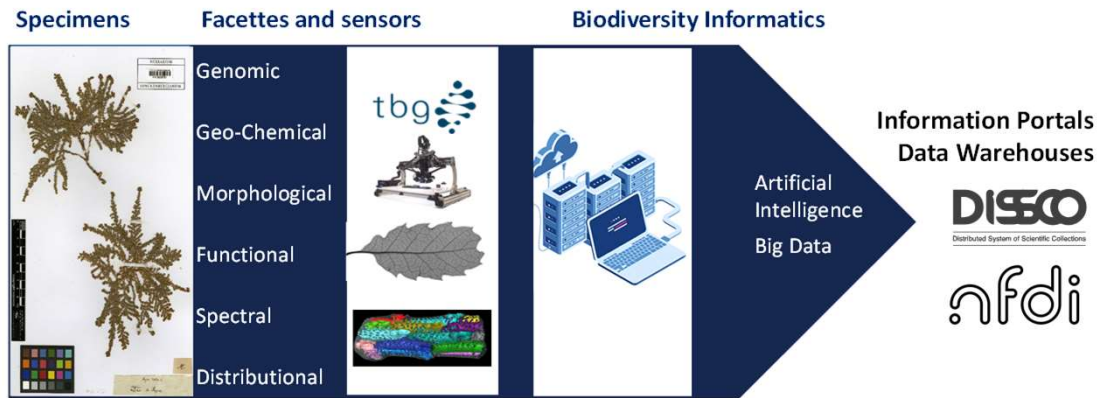 Specimens
Facettes and sensors
Biodiversity Informatics
Genomic
Geo-Chemical
Morphological
Functional
Spectral
Distributional
tbg
Artificial
Intelligence
Big Data
Information Portals
Data Warehouses
DISSCO
Distributed System of Scientific Collections
nfdi